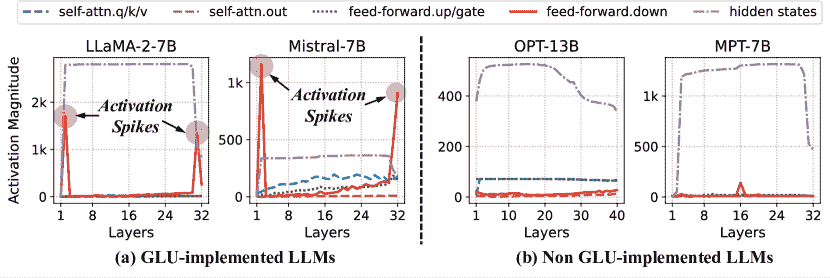 self-attn.q/k/v self-attn.out feed-forward.up/gate feed-forward.down hidden states
LLaMA-2-7B Mistral-7B OPT-13B MPT-7B
Activation Magnitude
2k
1k
0
Activation
Spikes
1 8 16 24 32
Layers
1k
500
0
Activation
Spikes
1 8 16 24 32
Layers
400
200
0
1 10 20 30 40
Layers
1k
500
0
1 8 16 24 32
Layers
(a) GLU-implemented LLMs (b) Non GLU-implemented LLMs